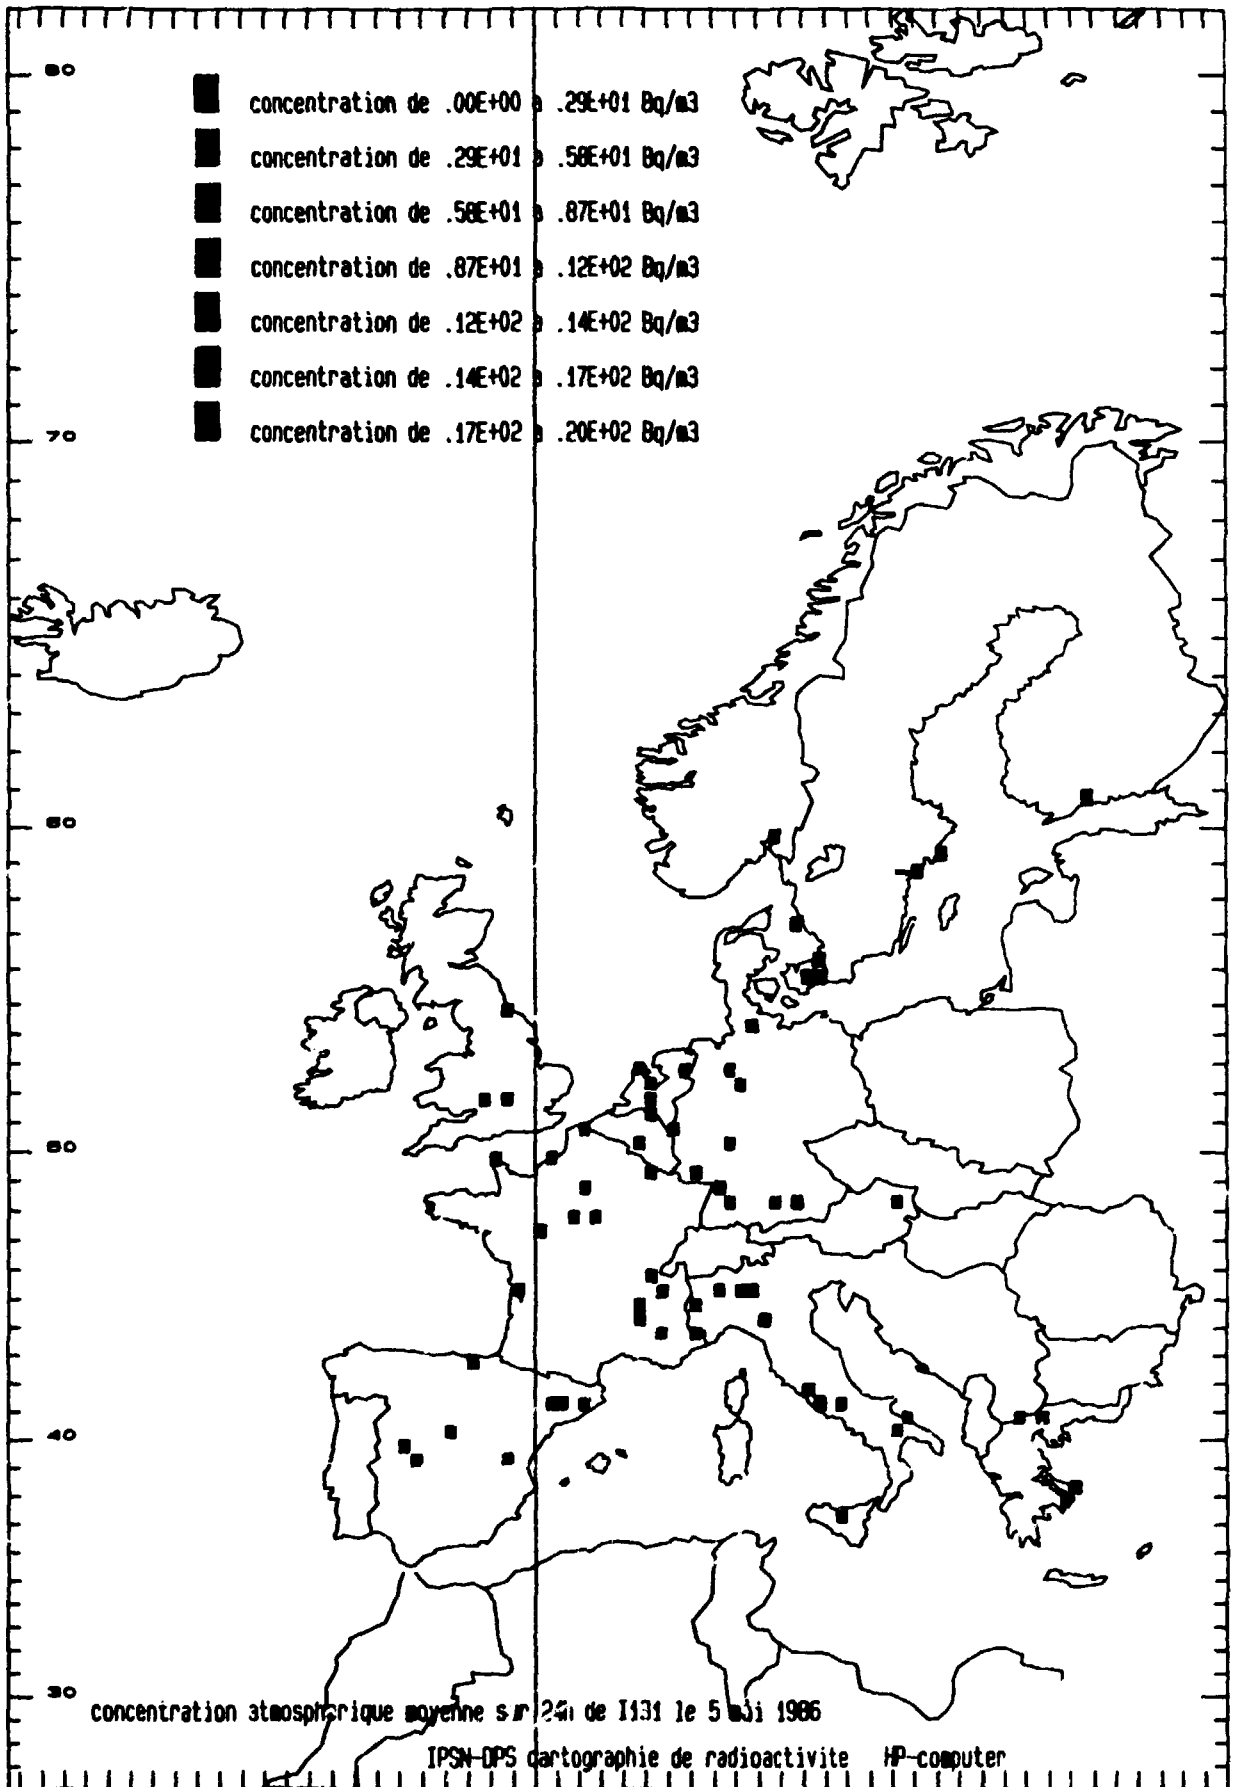 80
concentration de .00E+00 a .29E+01 Bq/m3
concentration de .29E+01 a .58E+01 Bq/m3
concentration de .58E+01 a .87E+01 Bq/m3
concentration de .87E+01 a .12E+02 Bq/m3
concentration de .12E+02 a .14E+02 Bq/m3
concentration de .14E+02 a .17E+02 Bq/m3
concentration de .17E+02 a .20E+02 Bq/m3
70
60
50
40
30
concentration atmospherique moyenne sur 24h de I131 le 5 mai 1986
IPSN-DPS cartographie de radioactivite HP-computer